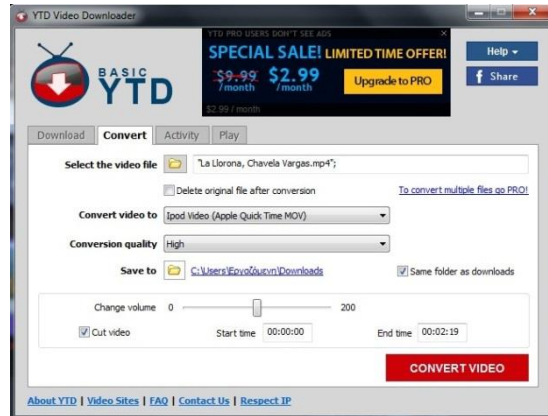 YTD Video Downloader
YTD PRO USERS DON'T SEE ADS
SPECIAL SALE! LIMITED TIME OFFER!
$9.99 /month $2.99 /month Upgrade to PRO
$2.99 / month
Help
f Share
BASIC
YTD
Download Convert Activity Play
Select the video file "La Llorona, Chavela Vargas.mp4";
Delete original file after conversion To convert multiple files go PRO!
Convert video to Ipod Video (Apple Quick Time MOV)
Conversion quality High
Save to C:\Users\Εργαζόμενη\Downloads Same folder as downloads
Change volume 0 200
Cut video Start time 00:00:00 End time 00:02:19
CONVERT VIDEO
About YTD | Video Sites | FAQ | Contact Us | Respect IP